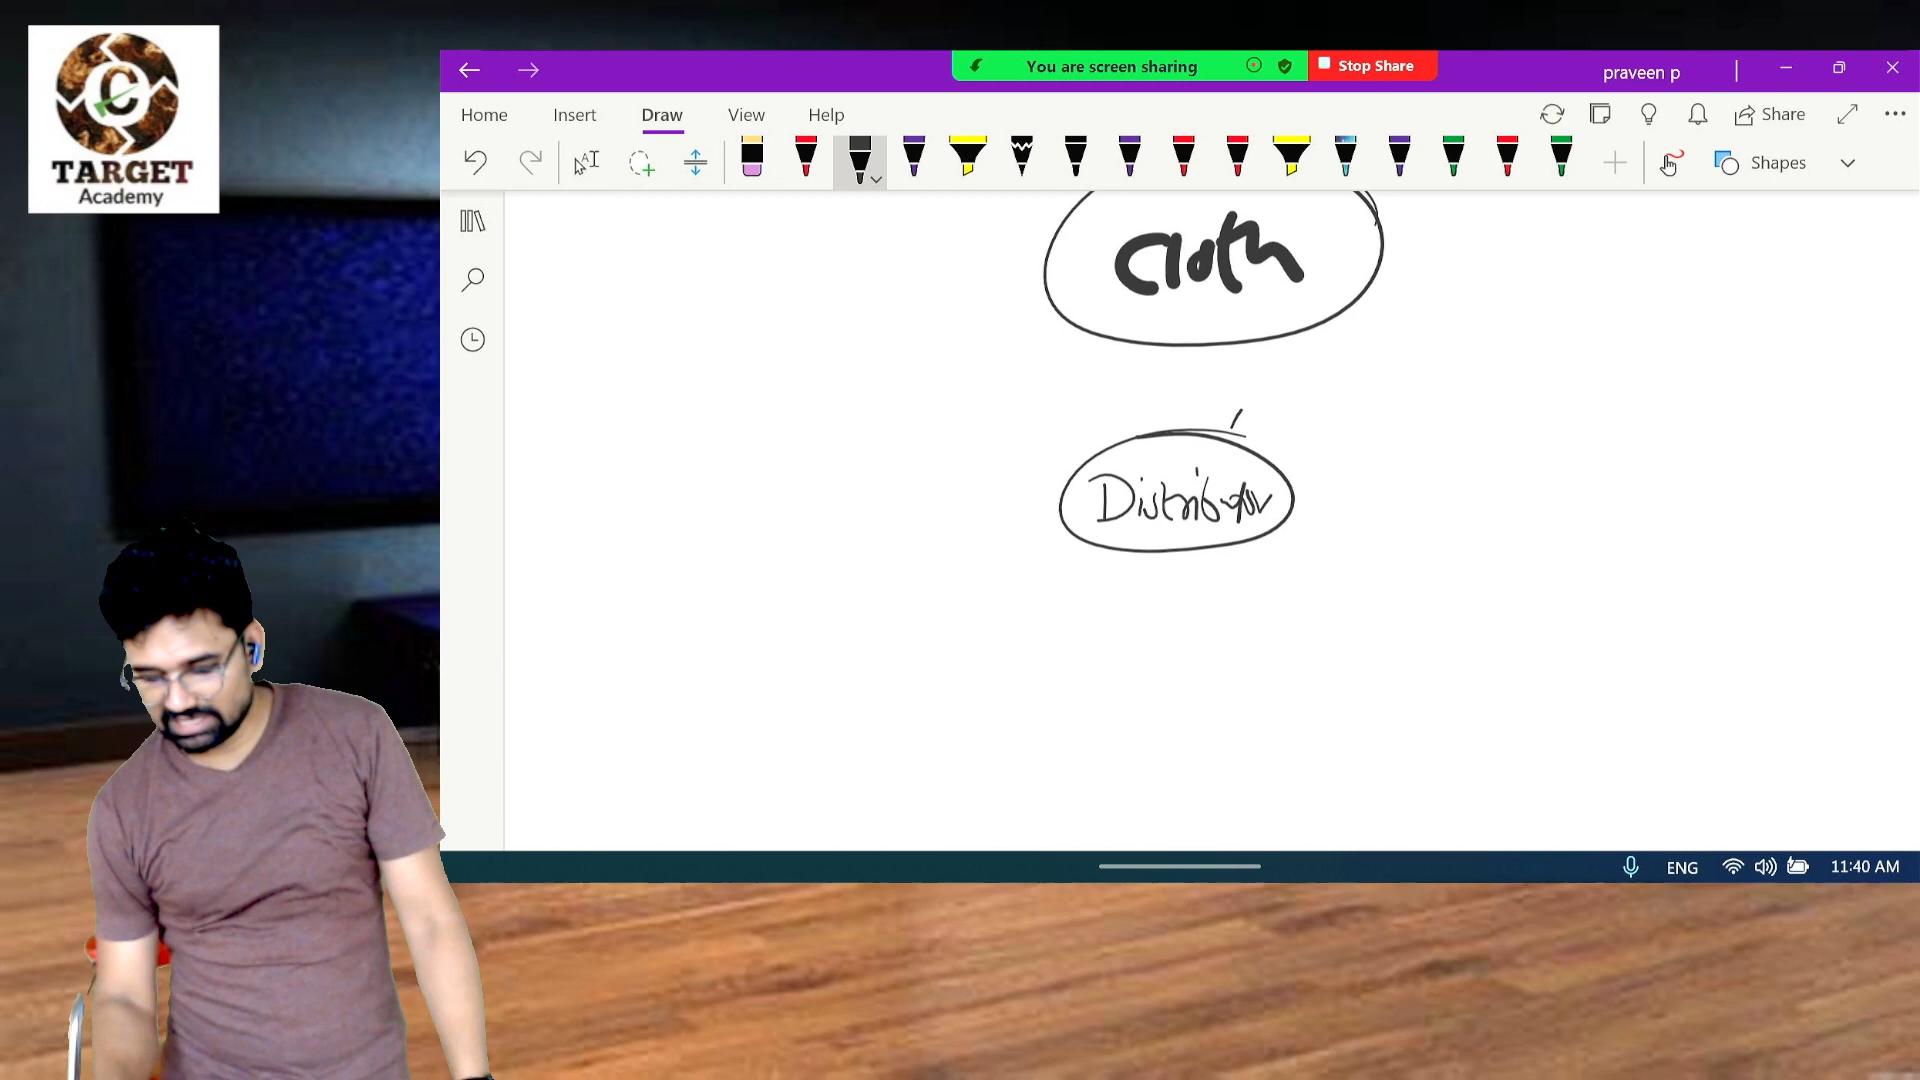 C
TARGET
Academy
You are screen sharing
Stop Share
praveen p
Home
Insert
Draw
View
Help
Share
Shapes
Cloth
Distributor
ENG
11:40 AM